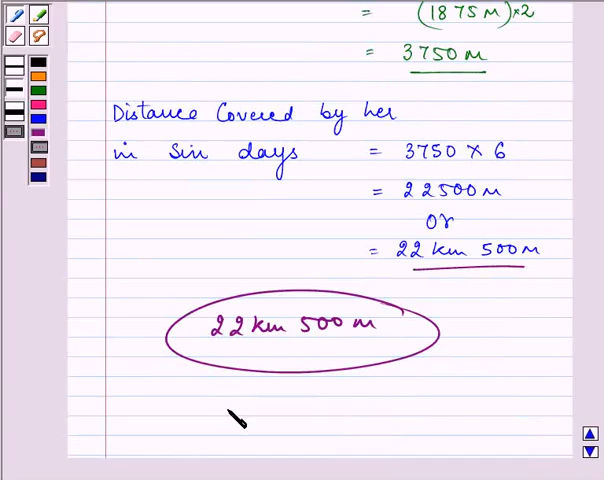 = (1875 M)×2
= 3750 M
Distance Covered by her
in Six days = 3750 × 6
= 22500 M
Or
= 22 km 500 M
22 km 500 M